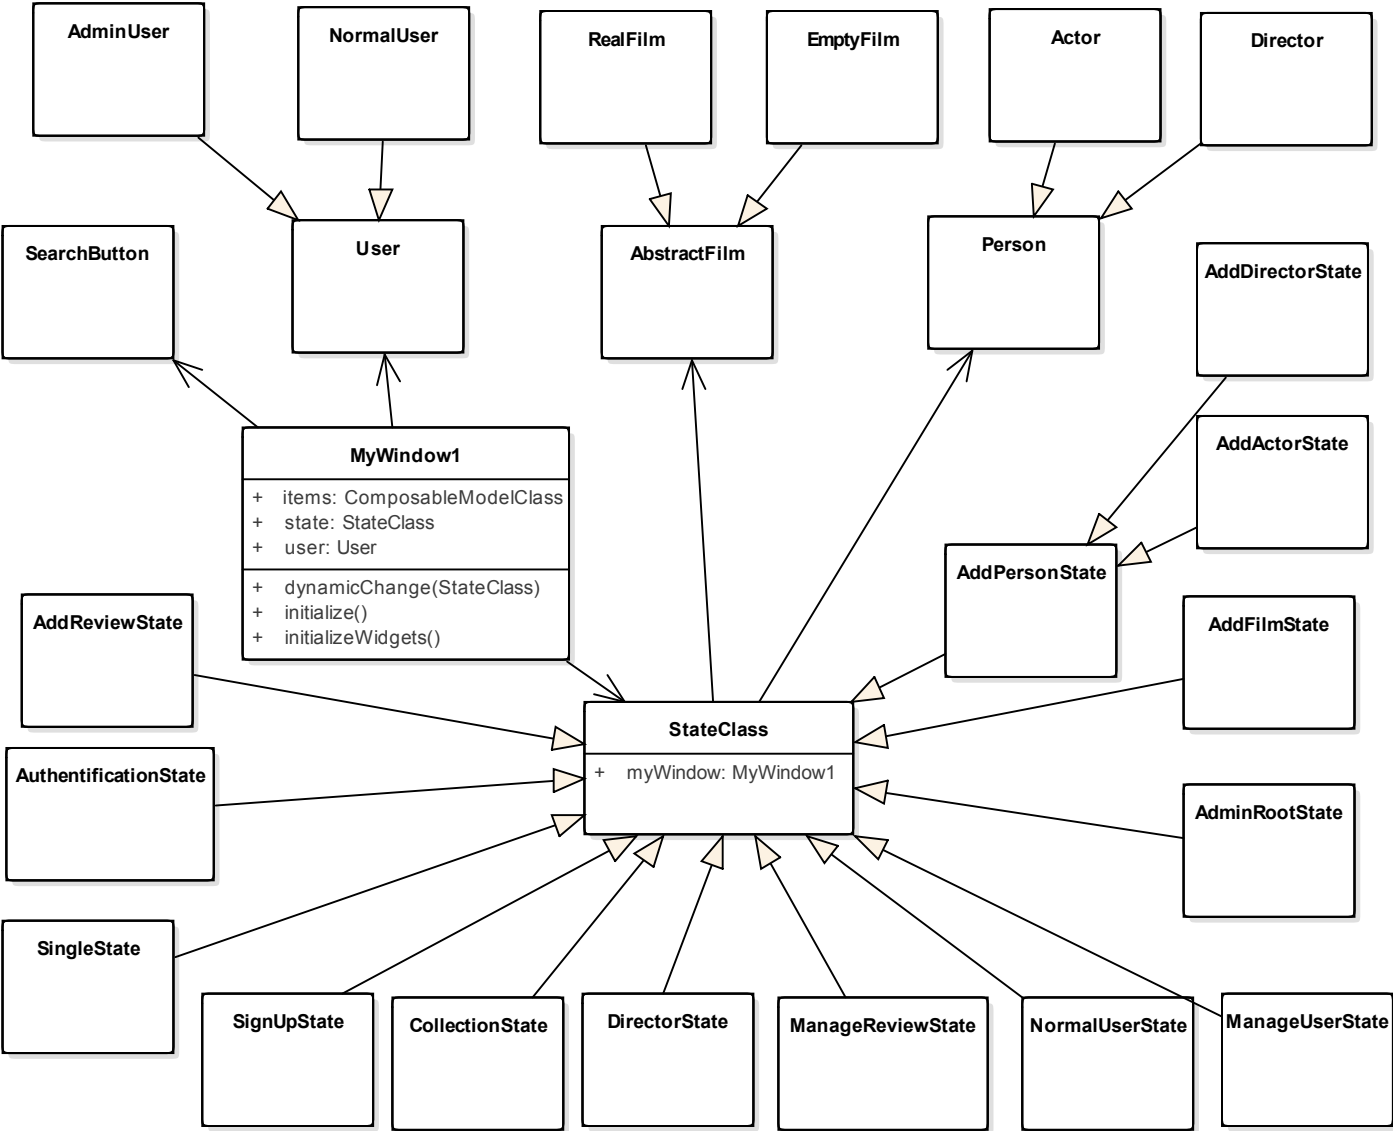 AdminUser
NormalUser
RealFilm
EmptyFilm
Actor
Director
SearchButton
User
AbstractFilm
Person
AddDirectorState
MyWindow1
+ items: ComposableModelClass
+ state: StateClass
+ user: User
+ dynamicChange(StateClass)
+ initialize()
+ initializeWidgets()
AddActorState
AddPersonState
AddReviewState
AddFilmState
StateClass
+ myWindow: MyWindow1
AuthentificationState
AdminRootState
SingleState
SignUpState
CollectionState
DirectorState
ManageReviewState
NormalUserState
ManageUserState